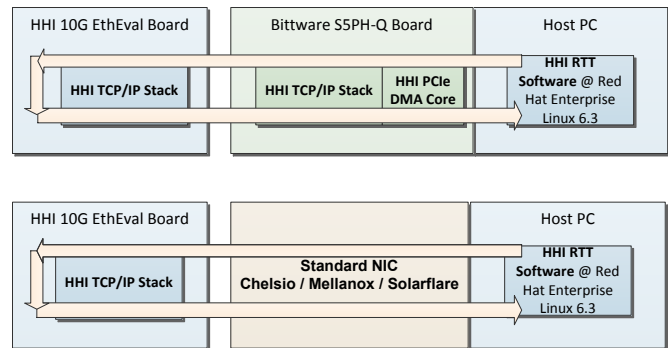 HHI 10G EthEval Board
Bittware S5PH-Q Board
Host PC
HHI TCP/IP Stack
HHI TCP/IP Stack
HHI PCIe
DMA Core
HHI RTT
Software @ Red
Hat Enterprise
Linux 6.3
HHI 10G EthEval Board
Host PC
HHI TCP/IP Stack
Standard NIC
Chelsio / Mellanox / Solarflare
HHI RTT
Software @ Red
Hat Enterprise
Linux 6.3